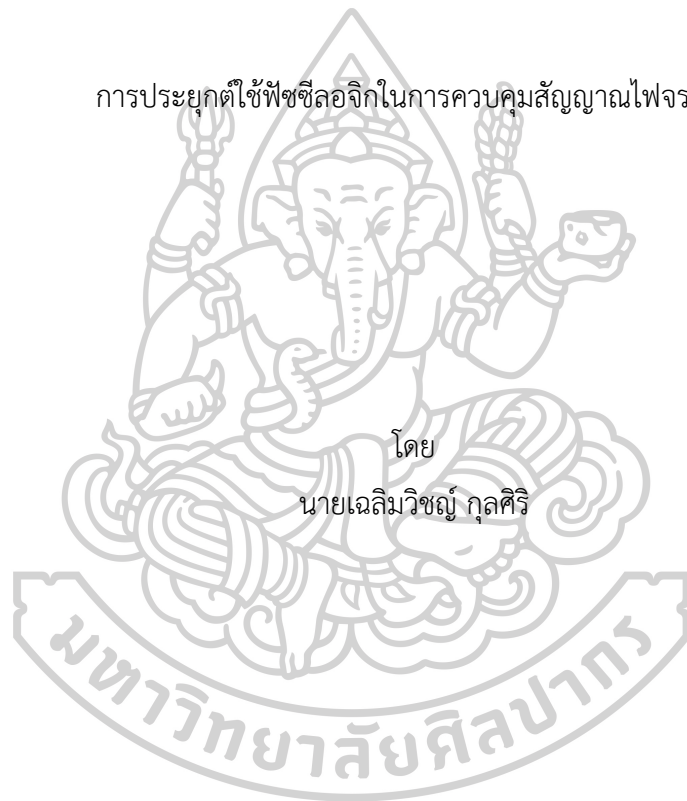 การประยุกต์ใช้ฟัซซีลอจิกในการควบคุมสัญญาณไฟจร
โดย
นายเฉลิมวิชญ์ กุลศิริ
มหาวิทยาลัยศิลปากร